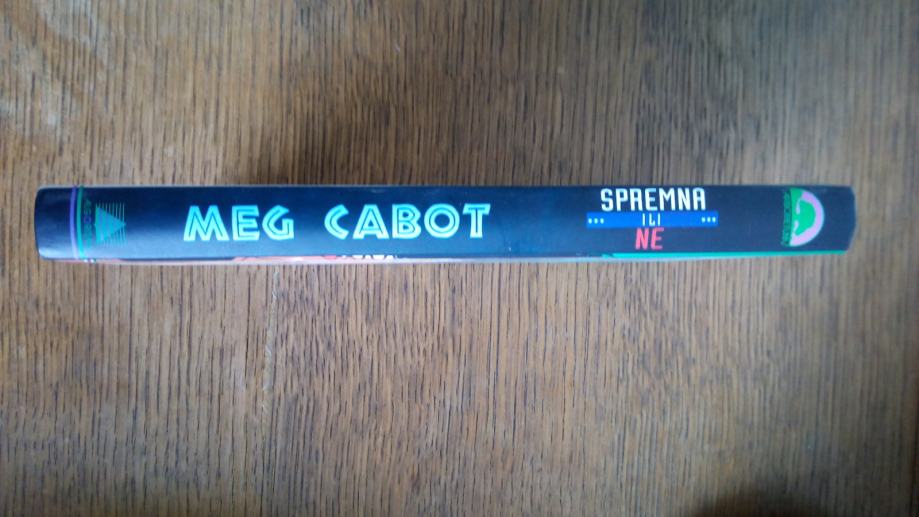 MEG CABOT
SPREMNA
ILI
NE